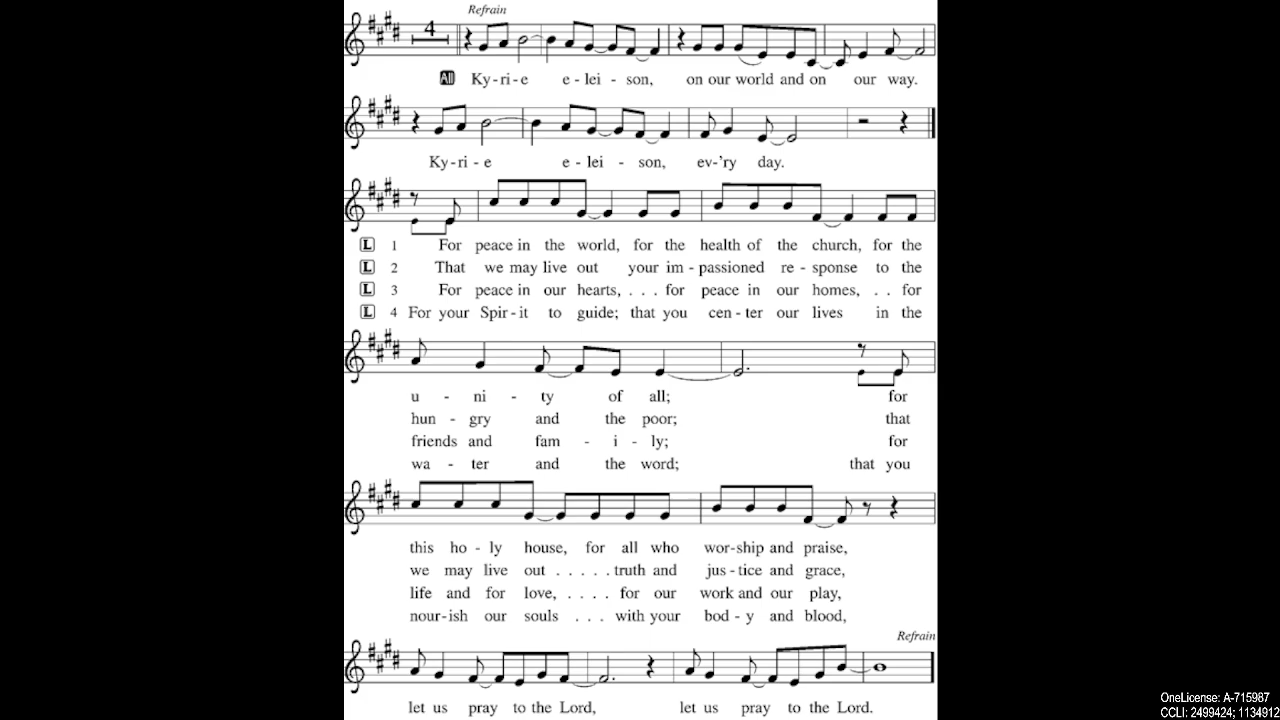 Refrain
4
All Ky-ri-e e-lei-son, on our world and on our way.
Ky-ri-e e-lei-son, ev-'ry day.
L 1 For peace in the world, for the health of the church, for the
L 2 That we may live out your im-passioned re-sponse to the
L 3 For peace in our hearts, . . . for peace in our homes, . . for
L 4 For your Spir-it to guide; that you cen-ter our lives in the
u - ni - ty of all; for
hun - gry and the poor; that
friends and fam - i - ly; for
wa - ter and the word; that you
this ho - ly house, for all who wor-ship and praise,
we may live out . . . . . truth and jus-tice and grace,
life and for love, . . . . for our work and our play,
nour-ish our souls . . . with your bod-y and blood,
Refrain
let us pray to the Lord, let us pray to the Lord.
OneLicense: A-715987
CCLI: 2499424; 1134912